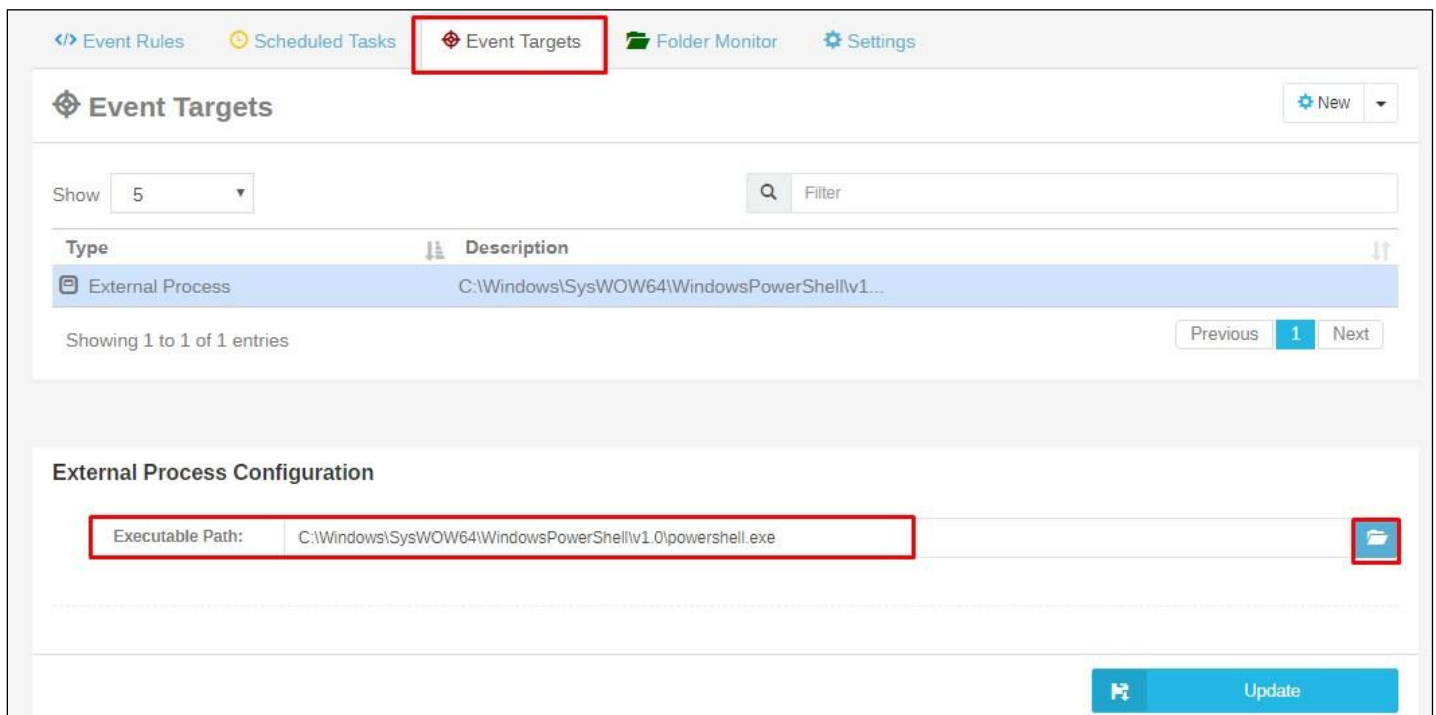 </> Event Rules Scheduled Tasks Event Targets Folder Monitor Settings
Event Targets New
Show 5 Filter
Type Description
External Process C:\Windows\SysWOW64\WindowsPowerShell\v1...
Showing 1 to 1 of 1 entries Previous 1 Next
External Process Configuration
Executable Path: C:\Windows\SysWOW64\WindowsPowerShell\v1.0\powershell.exe
Update